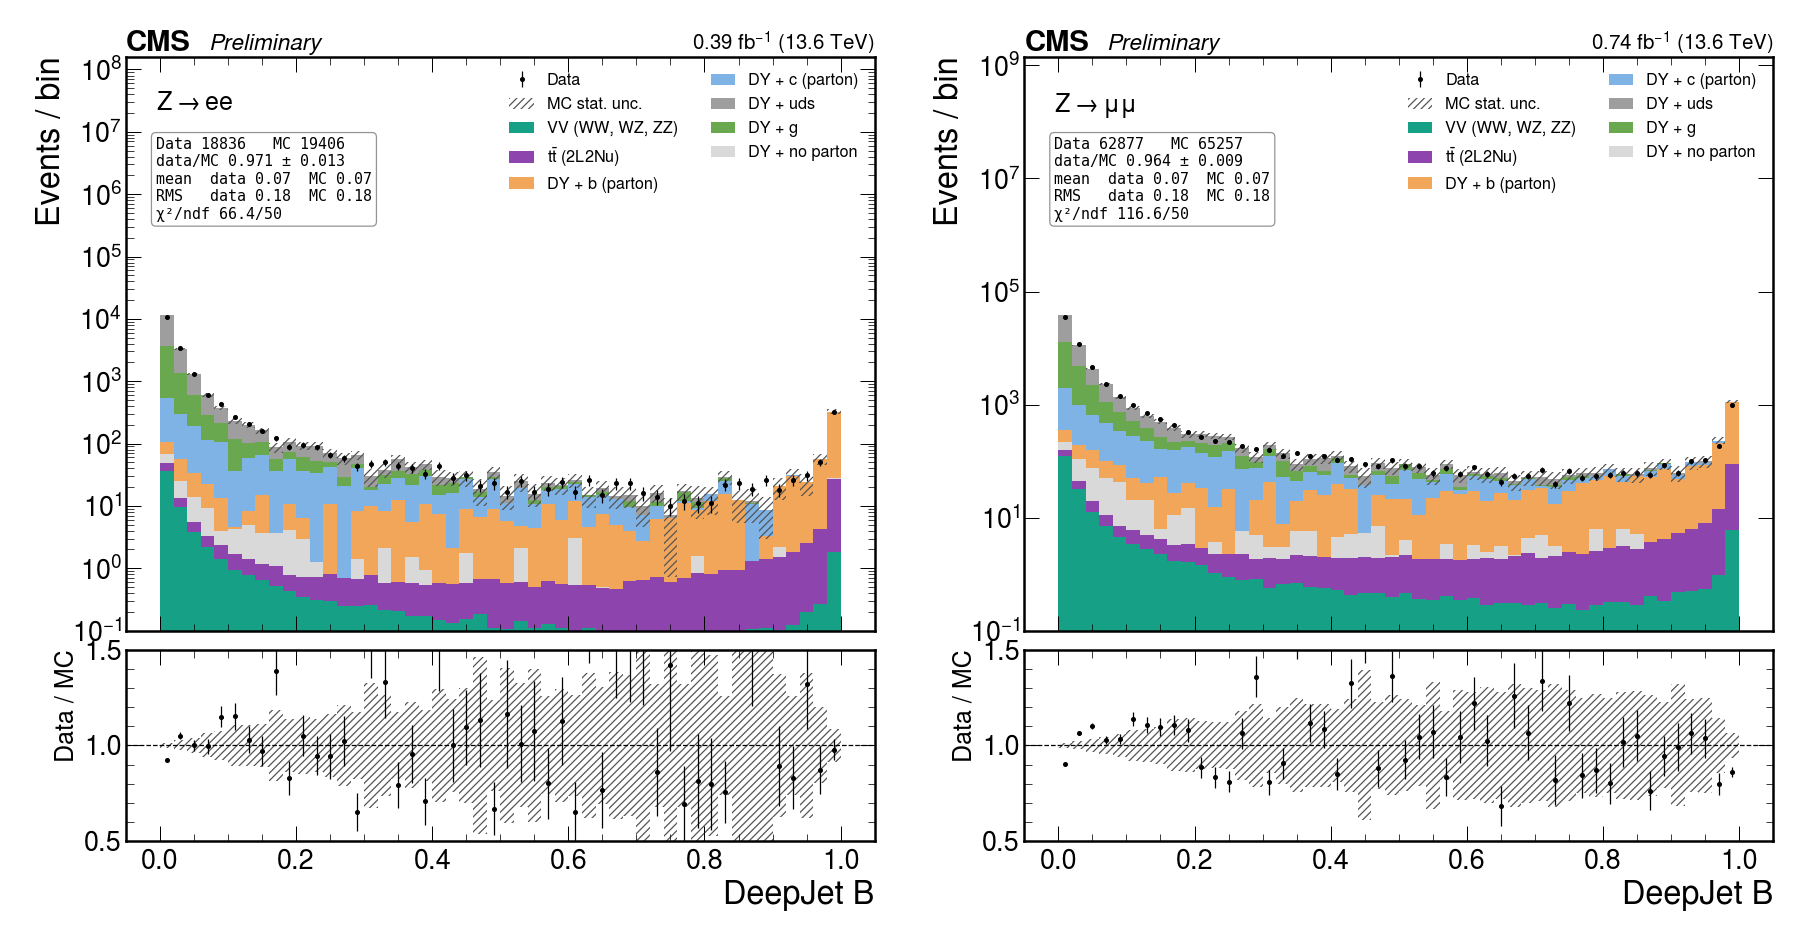 CMS Preliminary 0.39 fb⁻¹ (13.6 TeV)
Events / bin
10⁸
10⁷
10⁶
10⁵
10⁴
10³
10²
10¹
10⁰
10⁻¹
Z → ee
Data 18836 MC 19406
data/MC 0.971 ± 0.013
mean data 0.07 MC 0.07
RMS data 0.18 MC 0.18
χ²/ndf 66.4/50
Data
MC stat. unc.
VV (WW, WZ, ZZ)
tt̄ (2L2Nu)
DY + b (parton)
DY + c (parton)
DY + uds
DY + g
DY + no parton
Data / MC
1.5
1.0
0.5
0.0 0.2 0.4 0.6 0.8 1.0
DeepJet B
CMS Preliminary 0.74 fb⁻¹ (13.6 TeV)
Events / bin
10⁹
10⁷
10⁵
10³
10¹
10⁻¹
Z → μμ
Data 62877 MC 65257
data/MC 0.964 ± 0.009
mean data 0.07 MC 0.07
RMS data 0.18 MC 0.18
χ²/ndf 116.6/50
Data
MC stat. unc.
VV (WW, WZ, ZZ)
tt̄ (2L2Nu)
DY + b (parton)
DY + c (parton)
DY + uds
DY + g
DY + no parton
Data / MC
1.5
1.0
0.5
0.0 0.2 0.4 0.6 0.8 1.0
DeepJet B